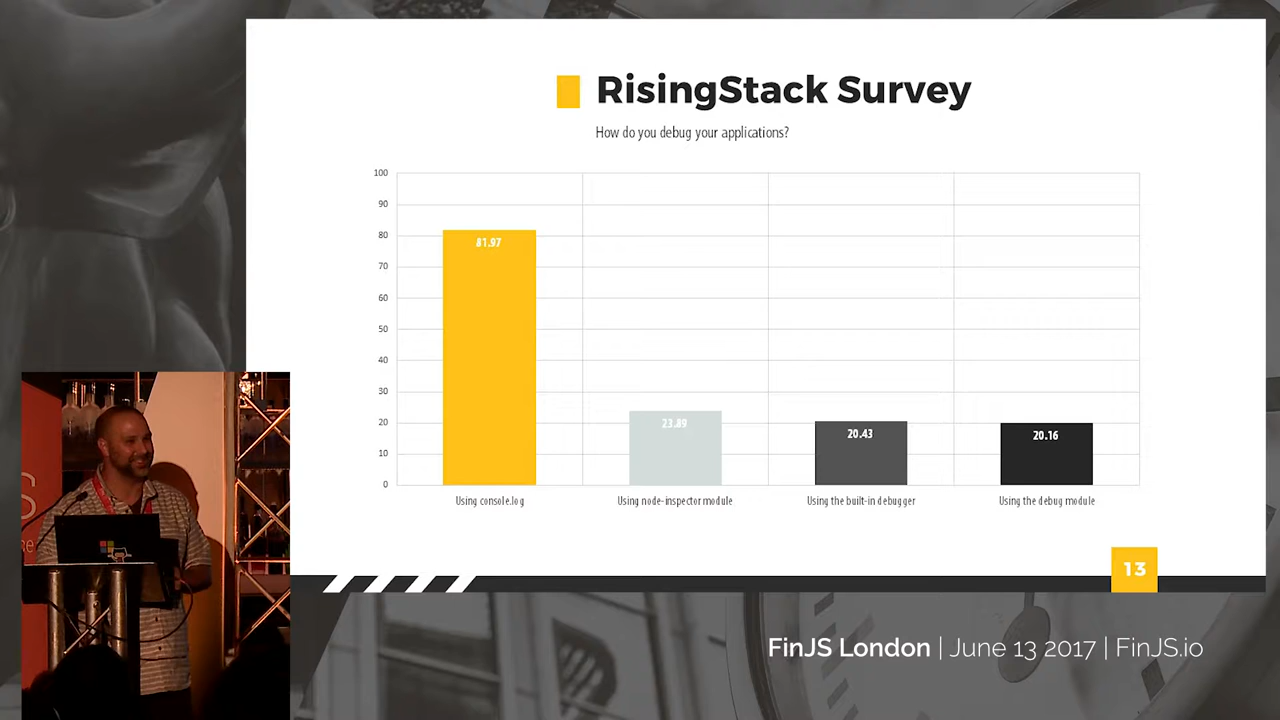 RisingStack Survey
How do you debug your applications?
100
90
80
70
60
50
40
30
20
10
0
81.97
23.89
20.43
20.16
Using console.log
Using node-inspector module
Using the built-in debugger
Using the debug module
13
S
re
FinJS London | June 13 2017 | FinJS.io